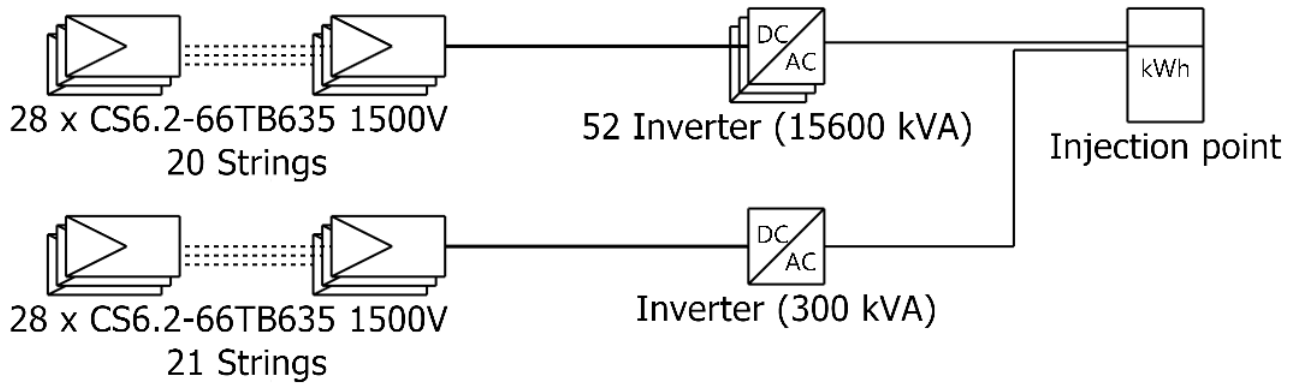 DC
AC
kWh
28 x CS6.2-66TB635 1500V
20 Strings
52 Inverter (15600 kVA)
Injection point
DC
AC
28 x CS6.2-66TB635 1500V
21 Strings
Inverter (300 kVA)